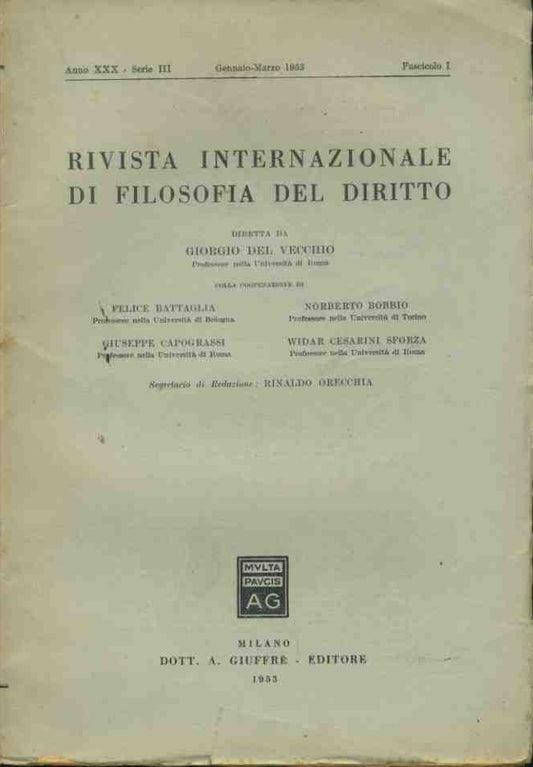 Anno XXX - Serie III Gennaio-Marzo 1953 Fascicolo I
RIVISTA INTERNAZIONALE
DI FILOSOFIA DEL DIRITTO
DIRETTA DA
GIORGIO DEL VECCHIO
Professore nella Università di Roma
COLLA COOPERAZIONE DI
FELICE BATTAGLIA
Professore nella Università di Bologna
NORBERTO BOBBIO
Professore nella Università di Torino
GIUSEPPE CAPOGRASSI
Professore nella Università di Roma
WIDAR CESARINI SFORZA
Professore nella Università di Roma
Segretario di Redazione: RINALDO ORECCHIA
MVLTA
PAVCIS
AG
MILANO
DOTT. A. GIUFFRÈ - EDITORE
1953